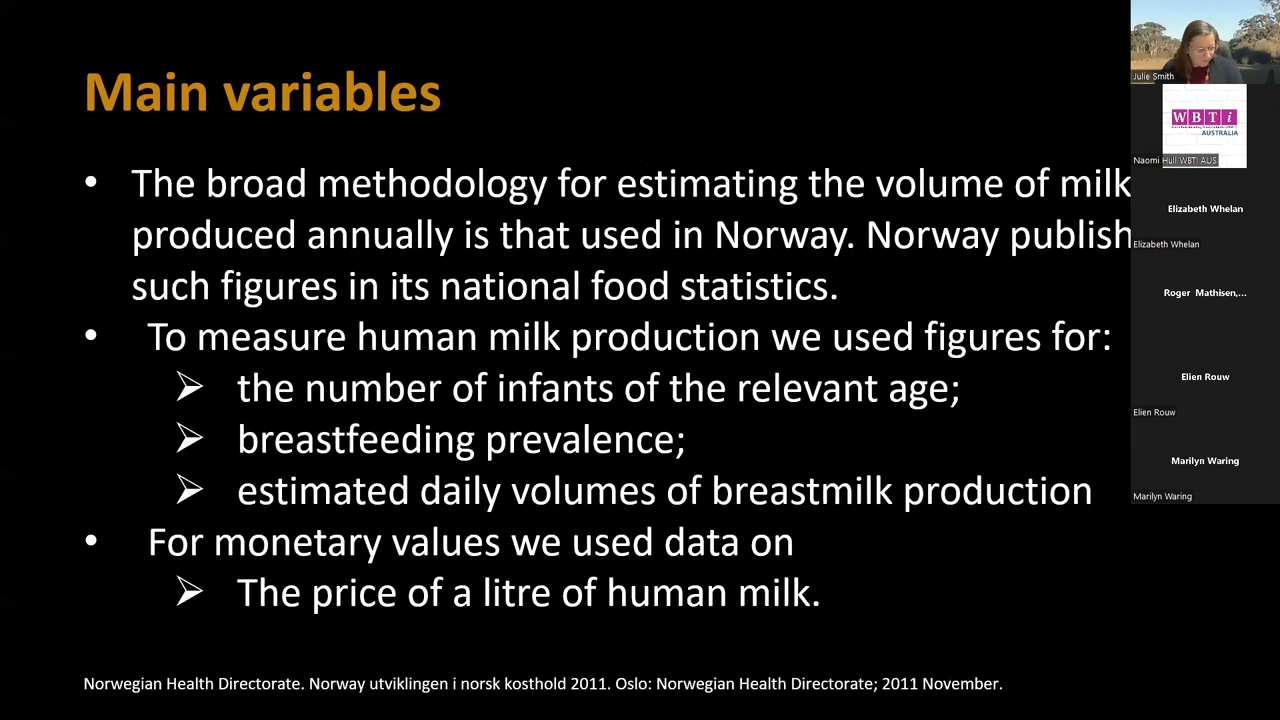 Main variables
• The broad methodology for estimating the volume of milk
produced annually is that used in Norway. Norway publish
such figures in its national food statistics.
• To measure human milk production we used figures for:
➢ the number of infants of the relevant age;
➢ breastfeeding prevalence;
➢ estimated daily volumes of breastmilk production
• For monetary values we used data on
➢ The price of a litre of human milk.
Norwegian Health Directorate. Norway utviklingen i norsk kosthold 2011. Oslo: Norwegian Health Directorate; 2011 November.
Julie Smith
WBTi
AUSTRALIA
Naomi Hull WBTI AUS
Elizabeth Whelan
Elizabeth Whelan
Roger Mathisen,...
Elien Rouw
Elien Rouw
Marilyn Waring
Marilyn Waring